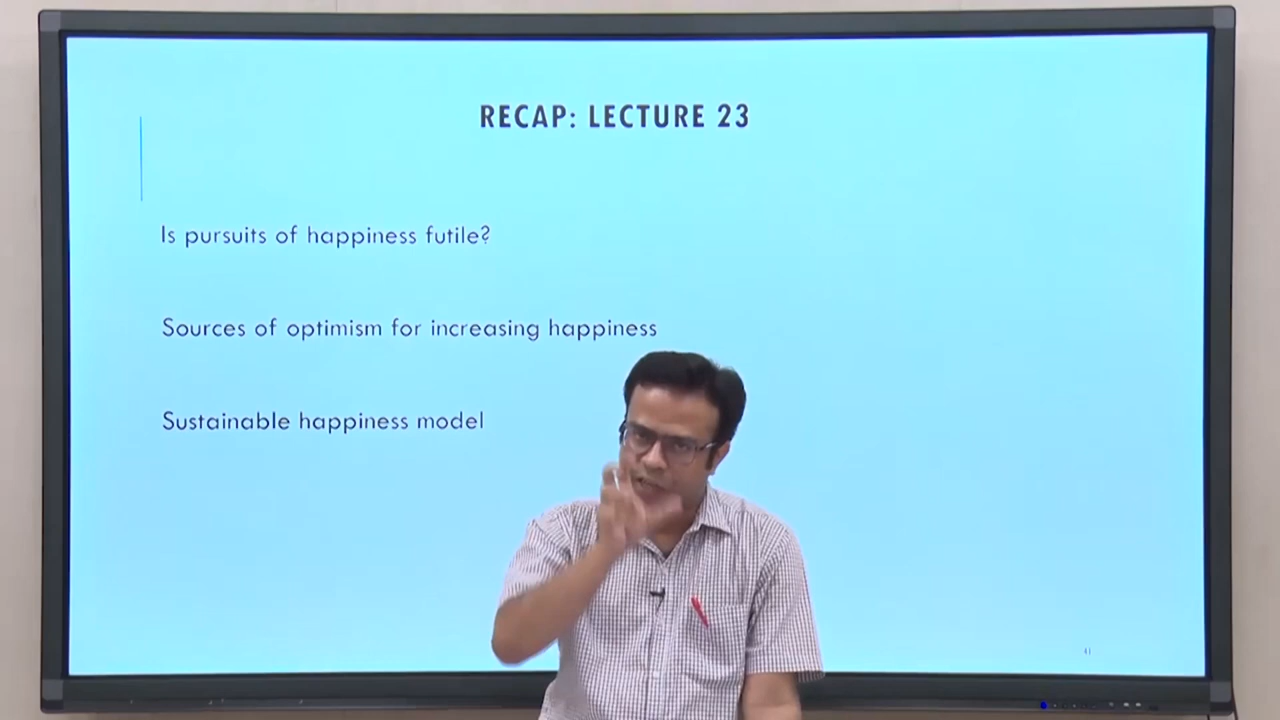 RECAP: LECTURE 23
Is pursuits of happiness futile?
Sources of optimism for increasing happiness
Sustainable happiness model